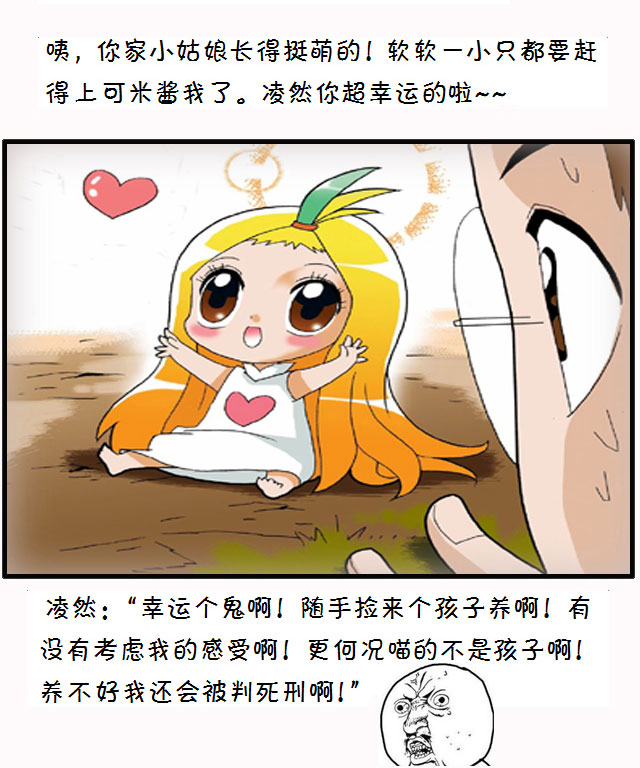 咦，你家小姑娘长得挺萌的！软软一小只都要赶
得上可米酱我了。凌然你超幸运的啦~~
凌然：“幸运个鬼啊！随手捡来个孩子养啊！有
没有考虑我的感受啊！更何况喵的不是孩子啊！
养不好我还会被判死刑啊！”